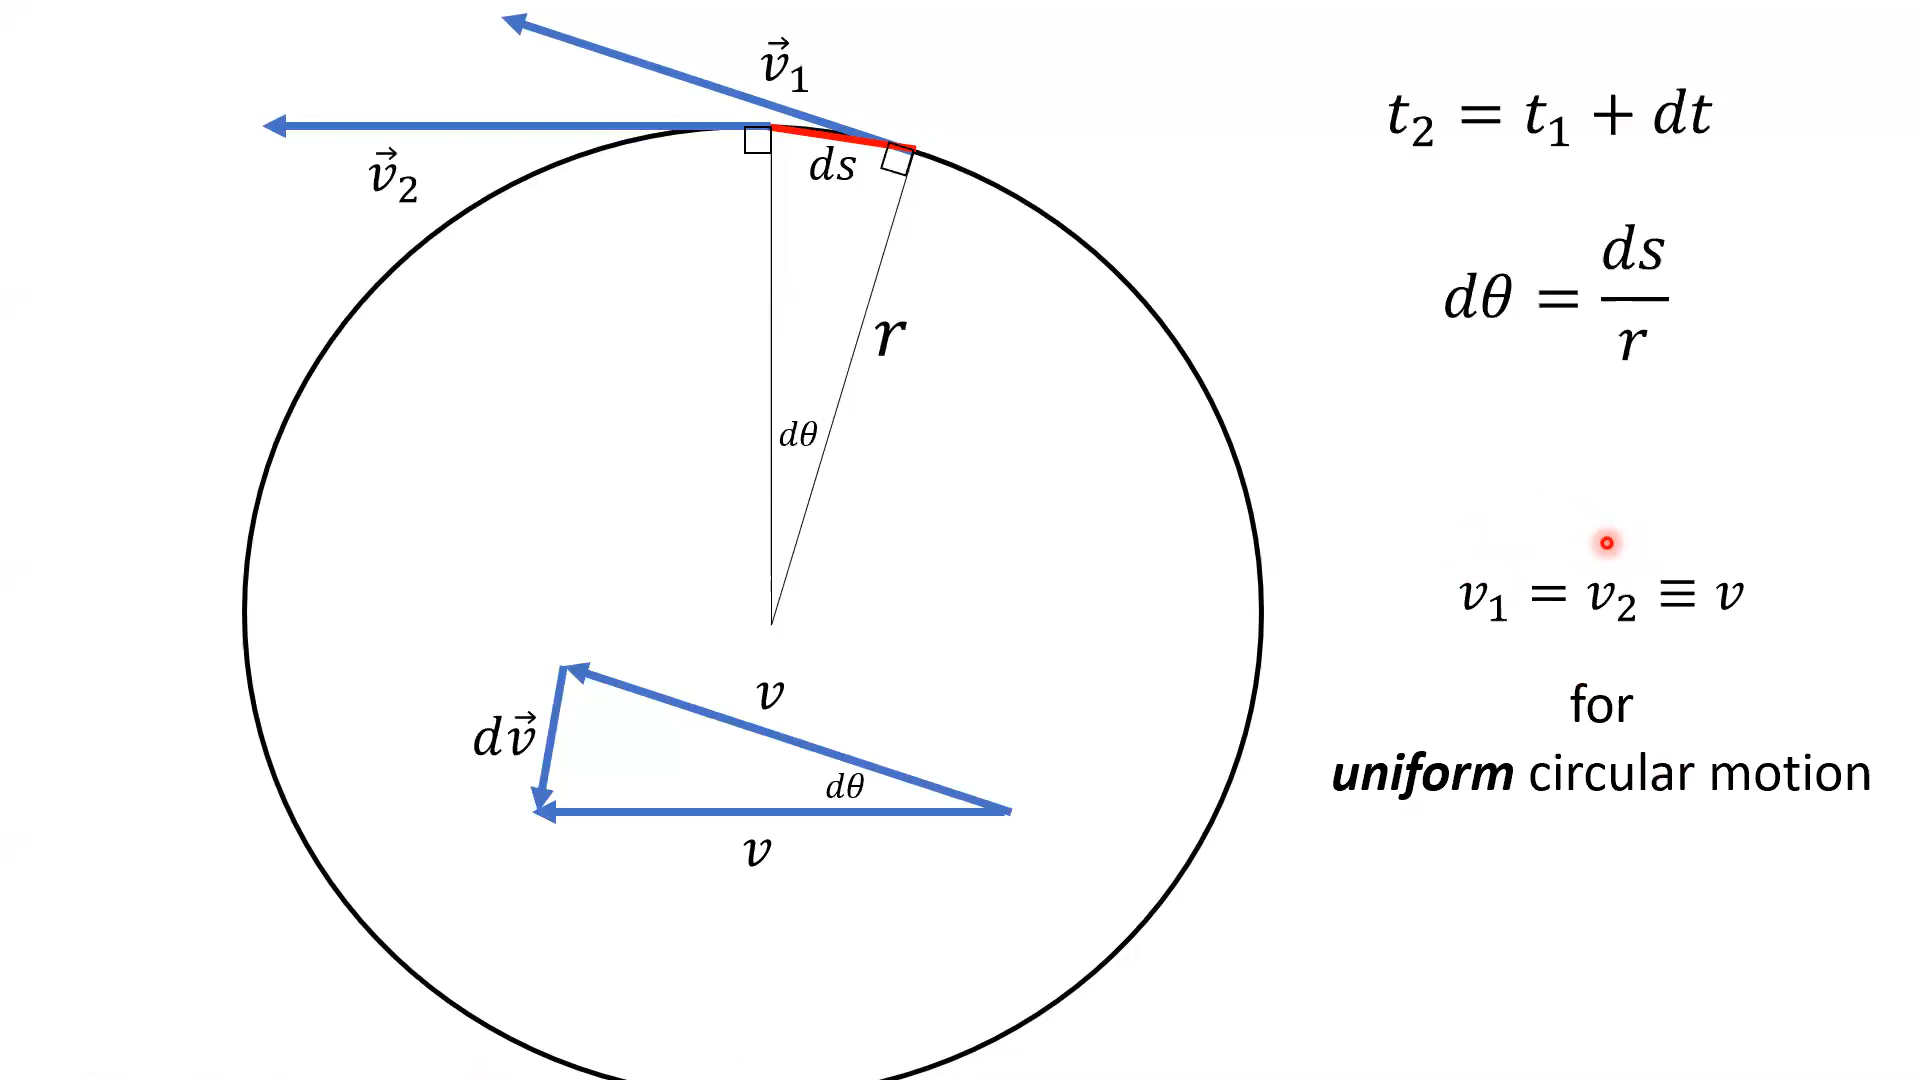 v⃗₁
v⃗₂
ds
r
dθ
v
dv⃗
dθ
v
t₂ = t₁ + dt
dθ = ds/r
v₁ = v₂ ≡ v
for
uniform circular motion